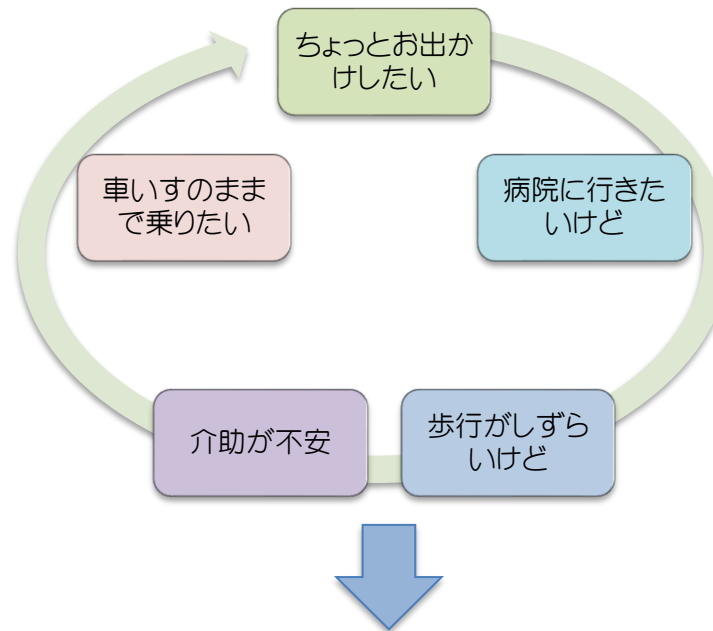 ちょっとお出か
けしたい
病院に行きた
いけど
歩行がしずら
いけど
介助が不安
車いすのまま
で乗りたい